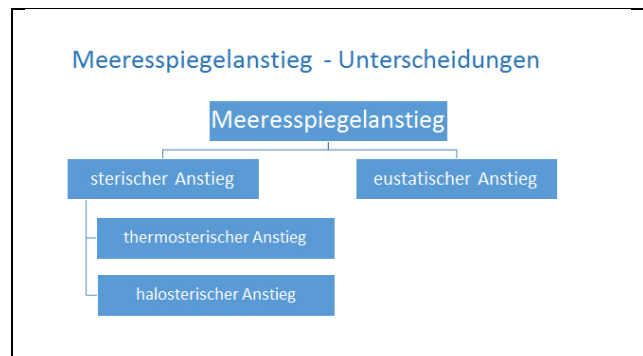 Meeresspiegelanstieg - Unterscheidungen
Meeresspiegelanstieg
sterischer Anstieg
eustatischer Anstieg
thermosterischer Anstieg
halosterischer Anstieg